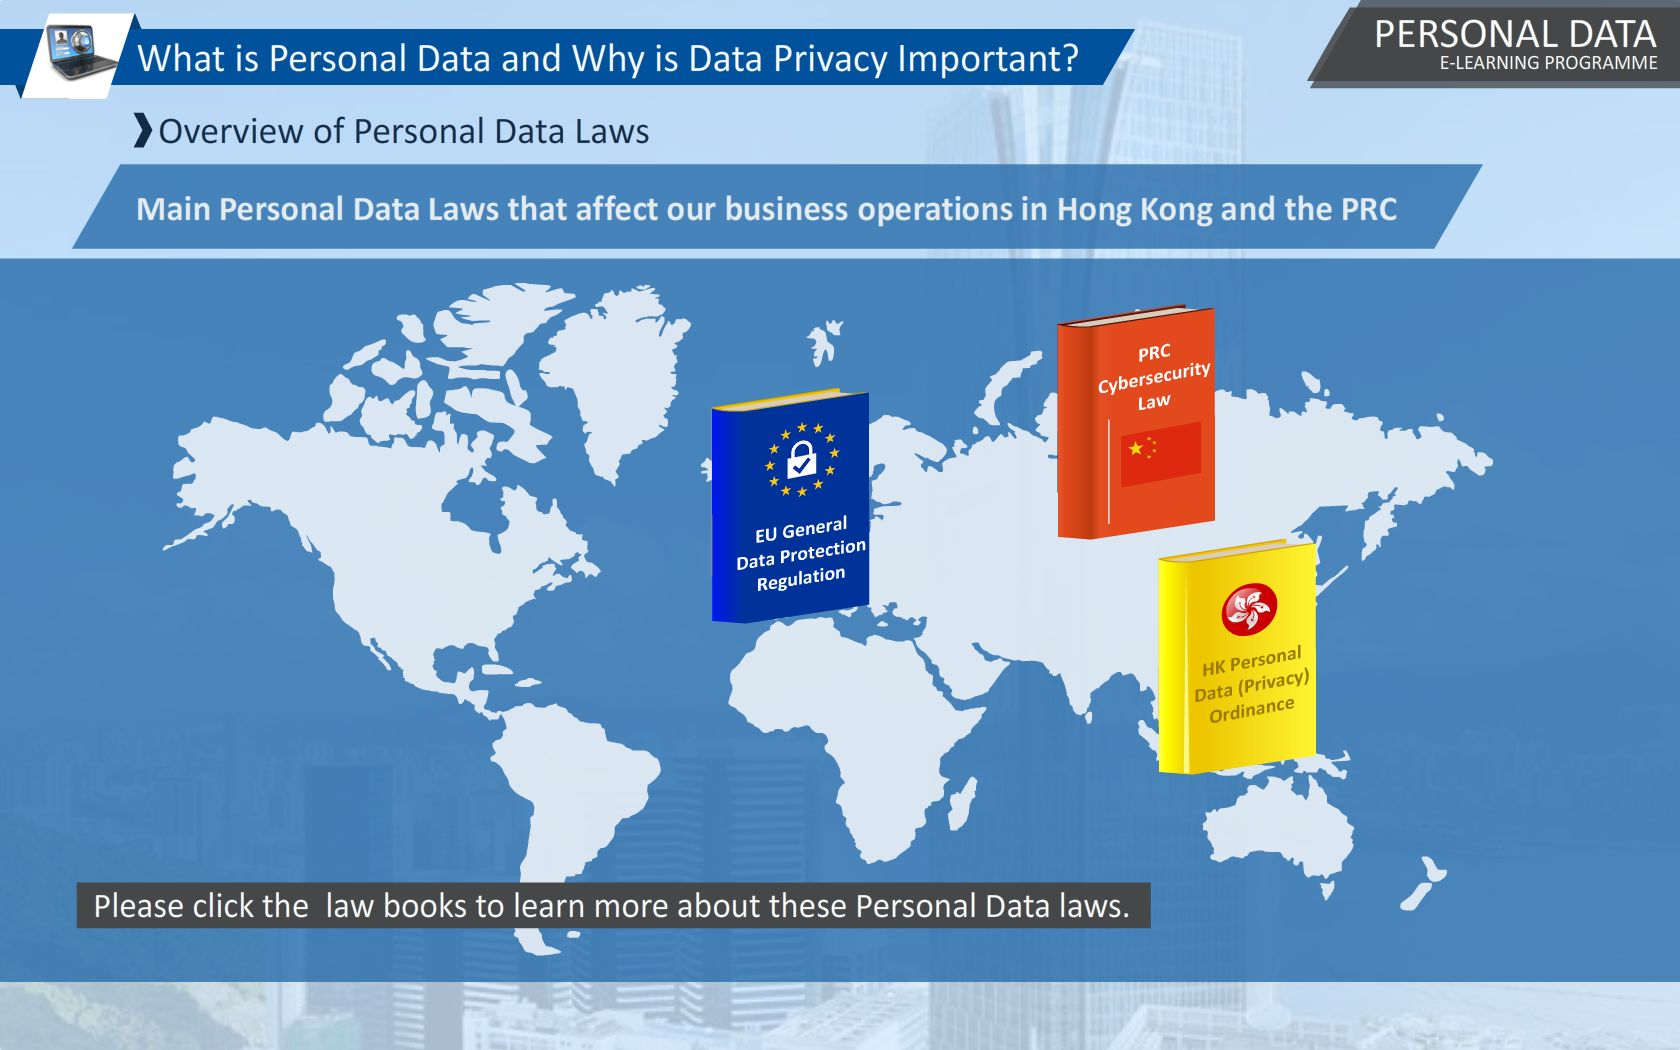 What is Personal Data and Why is Data Privacy Important?
PERSONAL DATA
E-LEARNING PROGRAMME
Overview of Personal Data Laws
Main Personal Data Laws that affect our business operations in Hong Kong and the PRC
PRC
Cybersecurity
Law
EU General
Data Protection
Regulation
HK Personal
Data (Privacy)
Ordinance
Please click the  law books to learn more about these Personal Data laws.